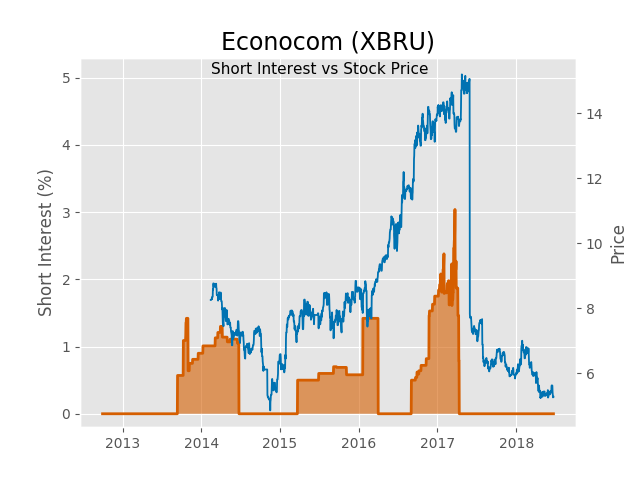 Econocom (XBRU)
Short Interest vs Stock Price
Short Interest (%)
5
4
3
2
1
0
14
12
10
8
6
Price
2013 2014 2015 2016 2017 2018